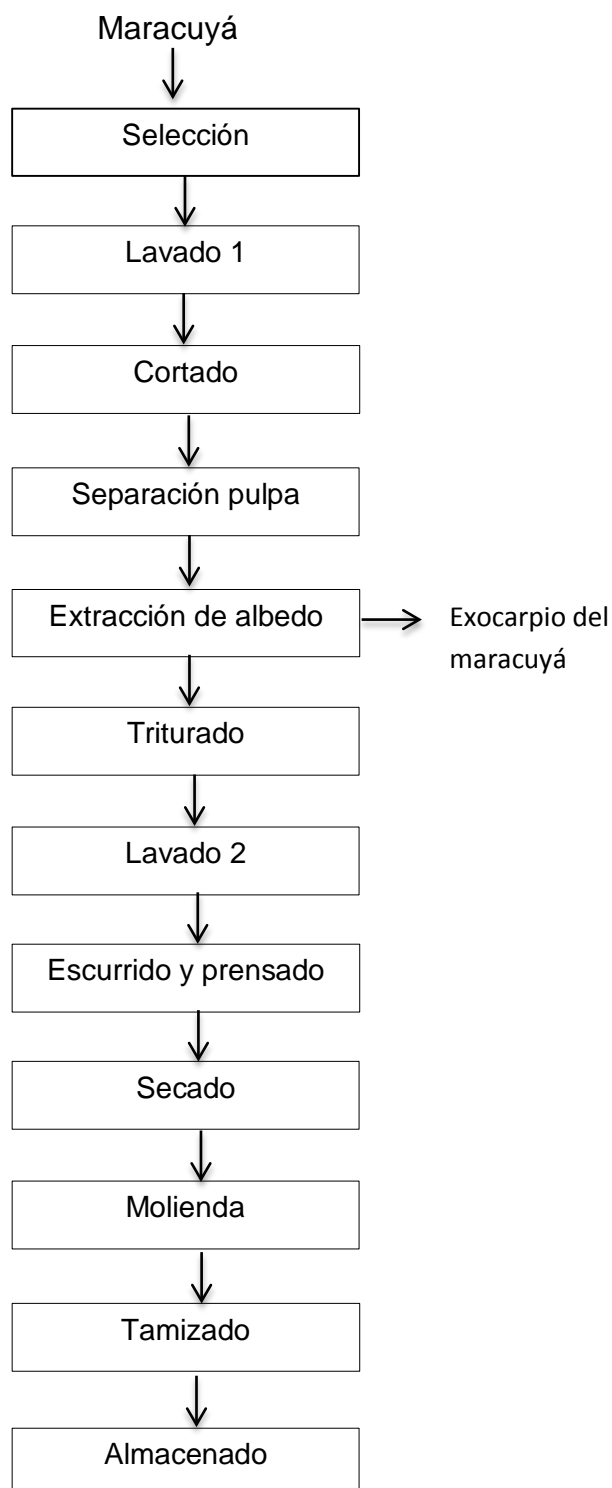 Maracuyá
Selección
Lavado 1
Cortado
Separación pulpa
Extracción de albedo
Exocarpio del
maracuyá
Triturado
Lavado 2
Escurrido y prensado
Secado
Molienda
Tamizado
Almacenado